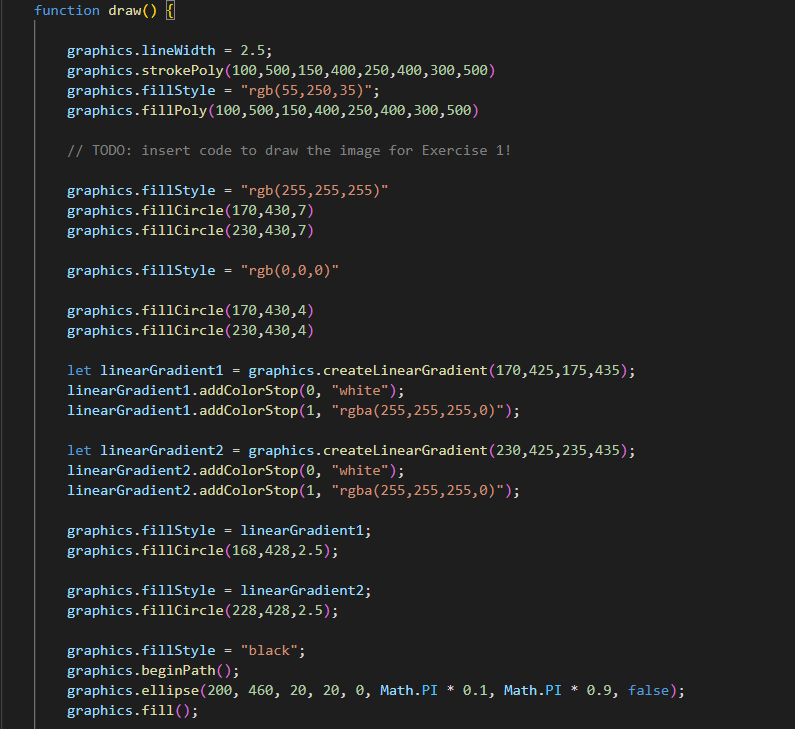 function draw() {
graphics.lineWidth = 2.5;
graphics.strokePoly(100,500,150,400,250,400,300,500)
graphics.fillStyle = "rgb(55,250,35)";
graphics.fillPoly(100,500,150,400,250,400,300,500)
// TODO: insert code to draw the image for Exercise 1!
graphics.fillStyle = "rgb(255,255,255)"
graphics.fillCircle(170,430,7)
graphics.fillCircle(230,430,7)
graphics.fillStyle = "rgb(0,0,0)"
graphics.fillCircle(170,430,4)
graphics.fillCircle(230,430,4)
let linearGradient1 = graphics.createLinearGradient(170,425,175,435);
linearGradient1.addColorStop(0, "white");
linearGradient1.addColorStop(1, "rgba(255,255,255,0)");
let linearGradient2 = graphics.createLinearGradient(230,425,235,435);
linearGradient2.addColorStop(0, "white");
linearGradient2.addColorStop(1, "rgba(255,255,255,0)");
graphics.fillStyle = linearGradient1;
graphics.fillCircle(168,428,2.5);
graphics.fillStyle = linearGradient2;
graphics.fillCircle(228,428,2.5);
graphics.fillStyle = "black";
graphics.beginPath();
graphics.ellipse(200, 460, 20, 20, 0, Math.PI * 0.1, Math.PI * 0.9, false);
graphics.fill();